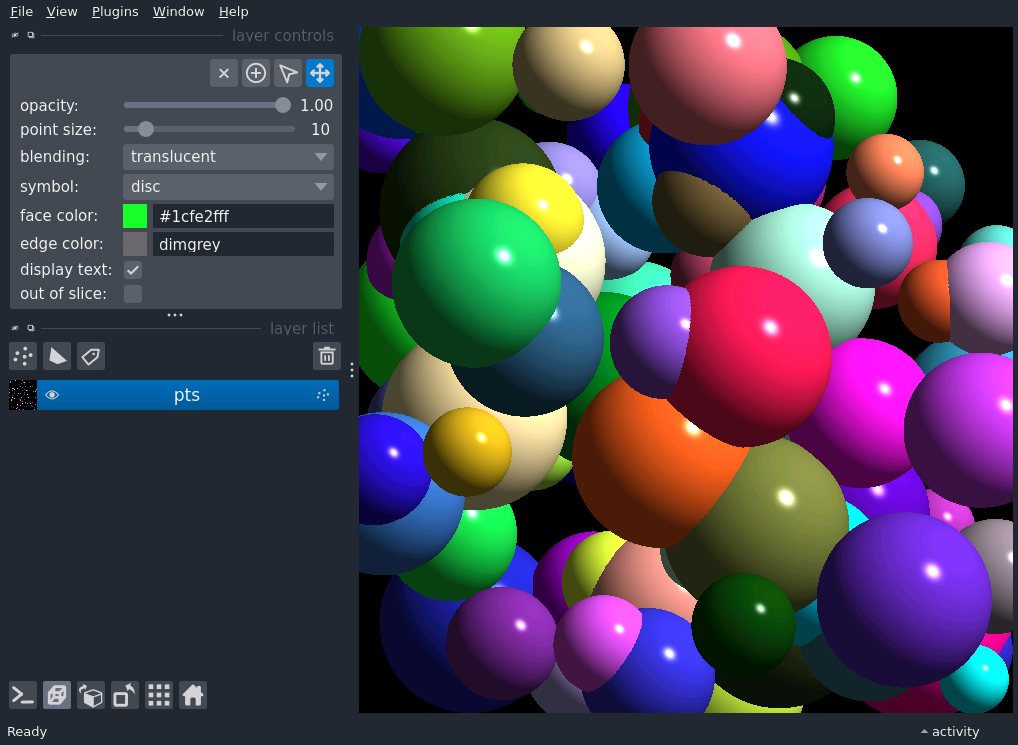 File View Plugins Window Help
layer controls
opacity: 1.00
point size: 10
blending: translucent
symbol: disc
face color: #1cfe2fff
edge color: dimgrey
display text:
out of slice:
layer list
pts
Ready activity